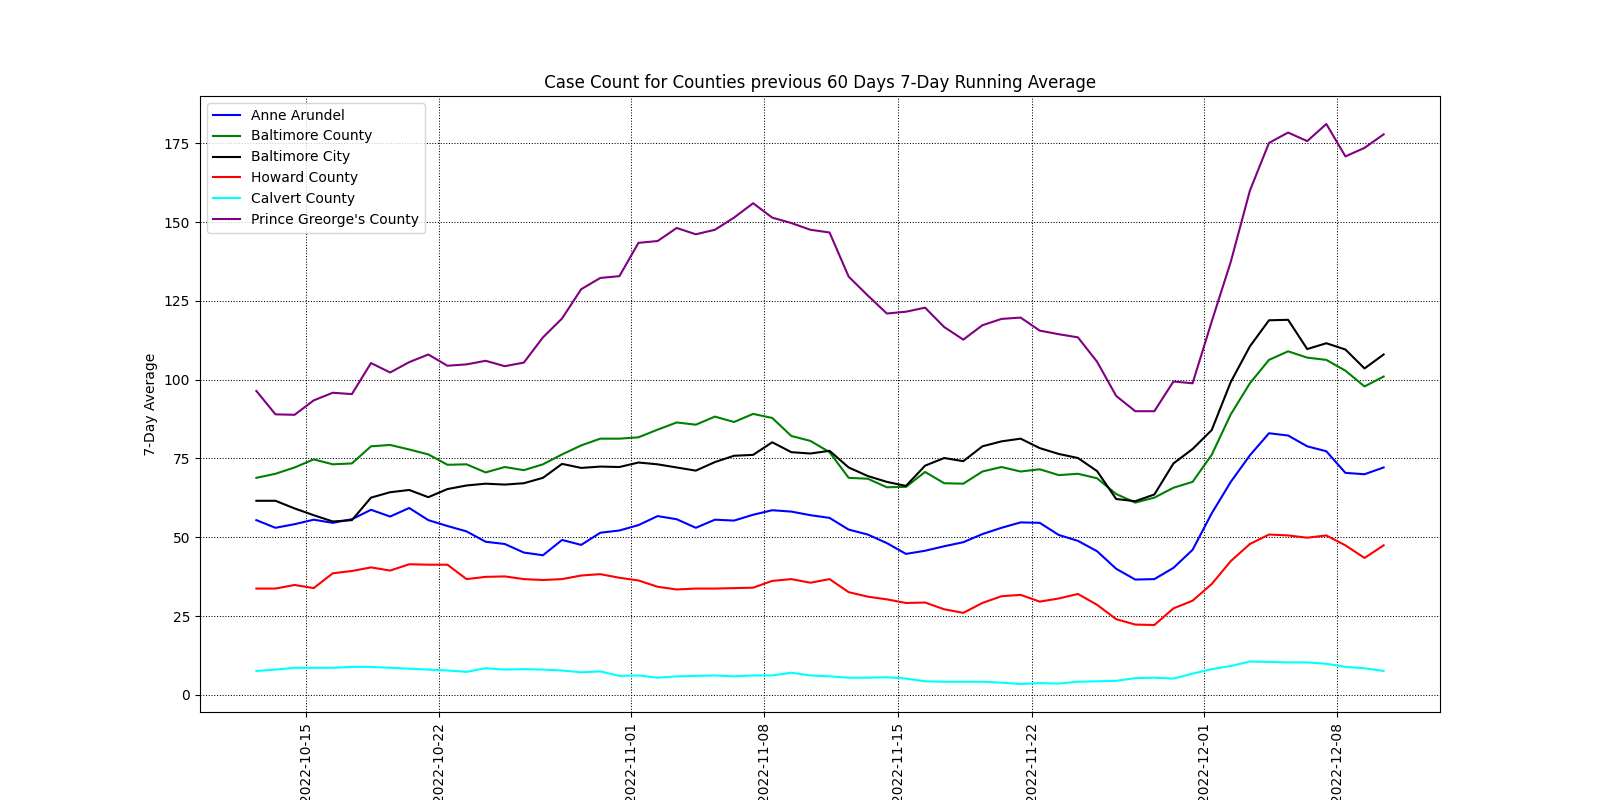 Case Count for Counties previous 60 Days 7-Day Running Average
Anne Arundel
Baltimore County
Baltimore City
Howard County
Calvert County
Prince Greorge's County
7-Day Average
175
150
125
100
75
50
25
0
2022-10-15
2022-10-22
2022-11-01
2022-11-08
2022-11-15
2022-11-22
2022-12-01
2022-12-08